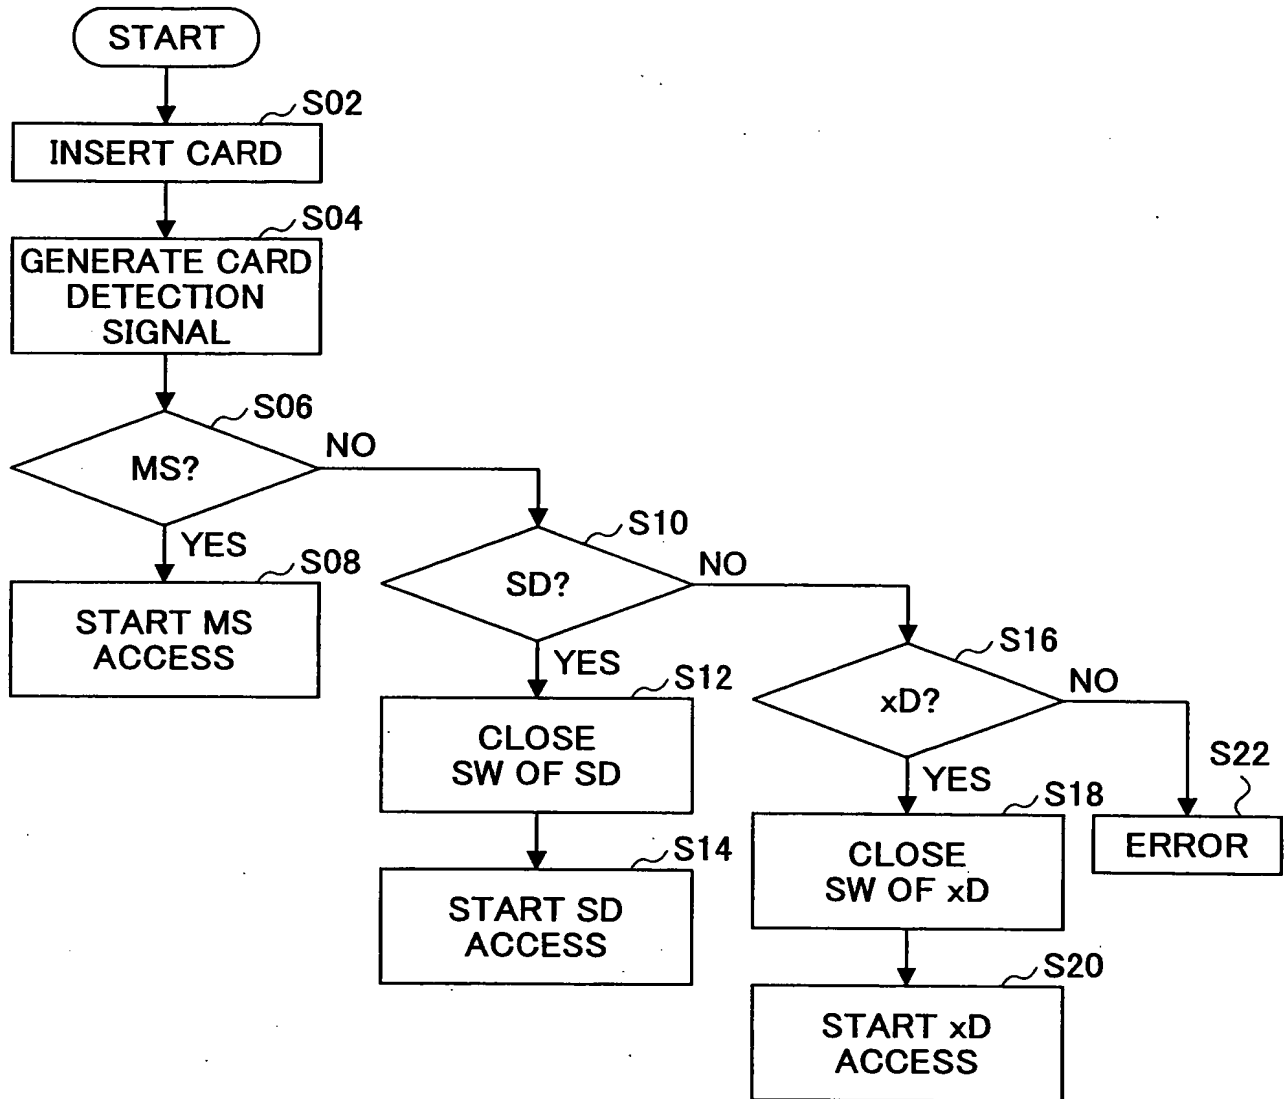 START
S02
INSERT CARD
S04
GENERATE CARD
DETECTION
SIGNAL
S06
MS?
NO
YES
S08
START MS
ACCESS
S10
SD?
NO
YES
S12
CLOSE
SW OF SD
S14
START SD
ACCESS
S16
xD?
NO
YES
S18
CLOSE
SW OF xD
S20
START xD
ACCESS
S22
ERROR